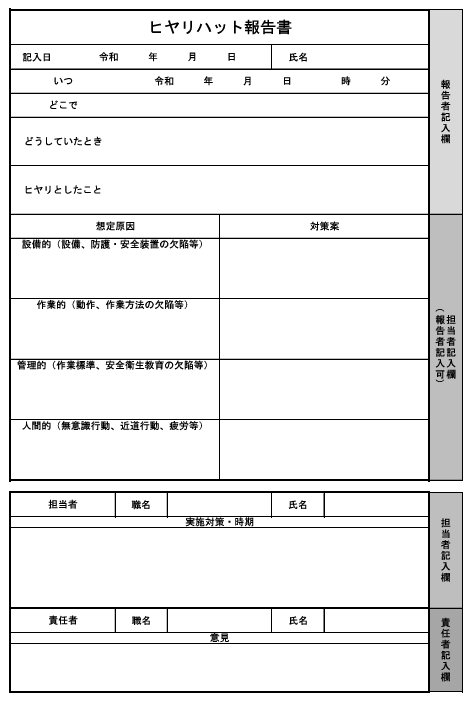 ヒヤリハット報告書
記入日 令和 年 月 日 氏名
いつ 令和 年 月 日 時 分
どこで
どうしていたとき
ヒヤリとしたこと
報告者記入欄
想定原因 対策案
設備的（設備、防護・安全装置の欠陥等）
作業的（動作、作業方法の欠陥等）
管理的（作業標準、安全衛生教育の欠陥等）
人間的（無意識行動、近道行動、疲労等）
担当者記入欄
（報告者記入可）
担当者 職名 氏名
実施対策・時期
担当者記入欄
責任者 職名 氏名
意見
責任者記入欄